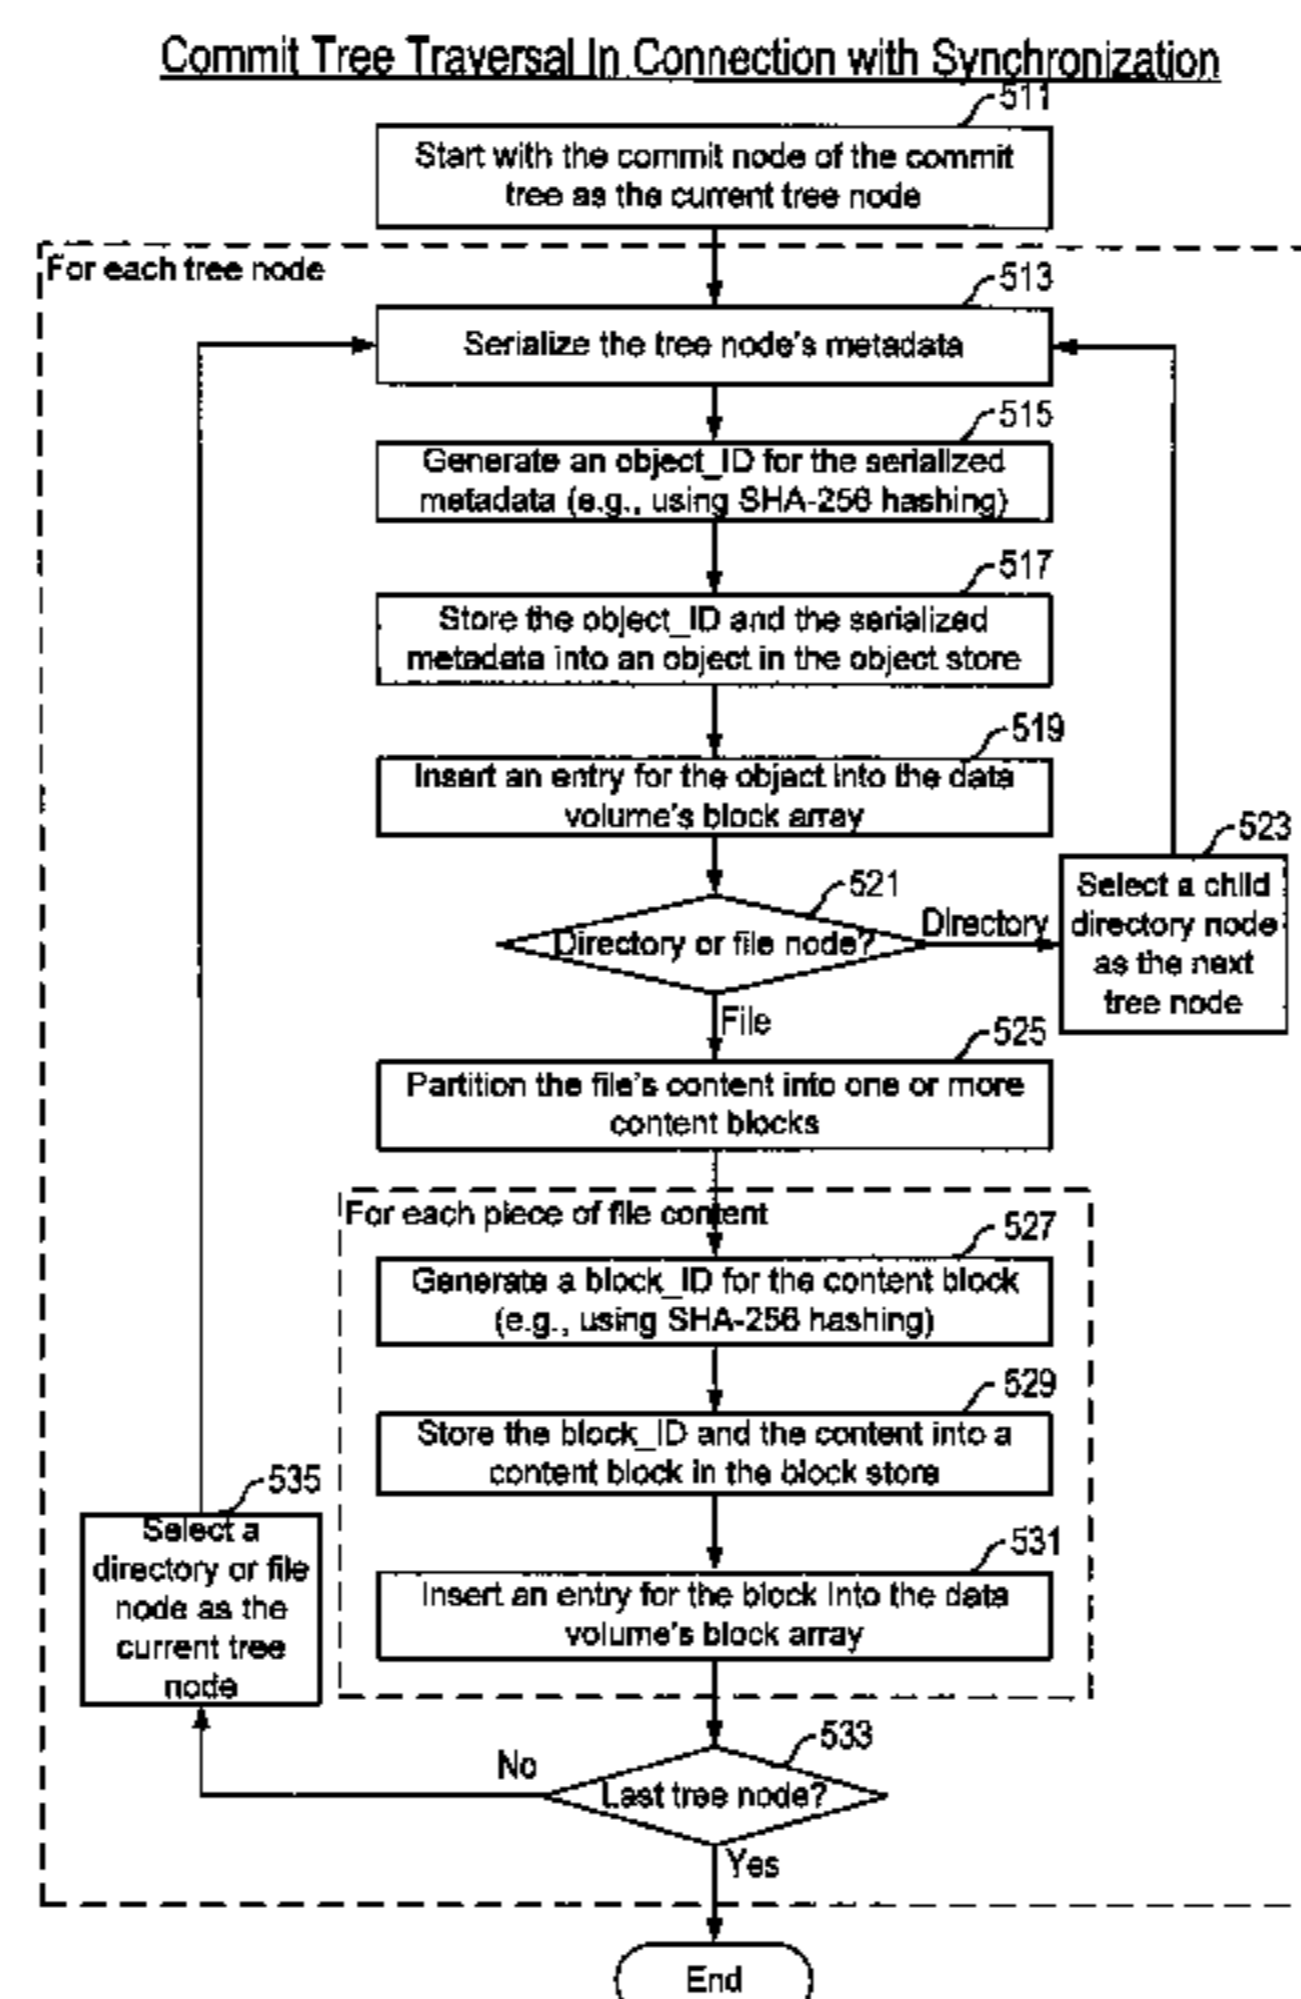 Commit Tree Traversal In Connection with Synchronization
511
Start with the commit node of the commit
tree as the current tree node
For each tree node
513
Serialize the tree node's metadata
515
Generate an object_ID for the serialized
metadata (e.g., using SHA-256 hashing)
517
Store the object_ID and the serialized
metadata into an object in the object store
519
Insert an entry for the object into the data
volume's block array
521
Directory or file node?
Directory
523
Select a child
directory node
as the next
tree node
File
525
Partition the file's content into one or more
content blocks
For each piece of file content
527
Generate a block_ID for the content block
(e.g., using SHA-256 hashing)
529
Store the block_ID and the content into a
content block in the block store
531
Insert an entry for the block into the data
volume's block array
535
Select a
directory or file
node as the
current tree
node
533
Last tree node?
No
Yes
End